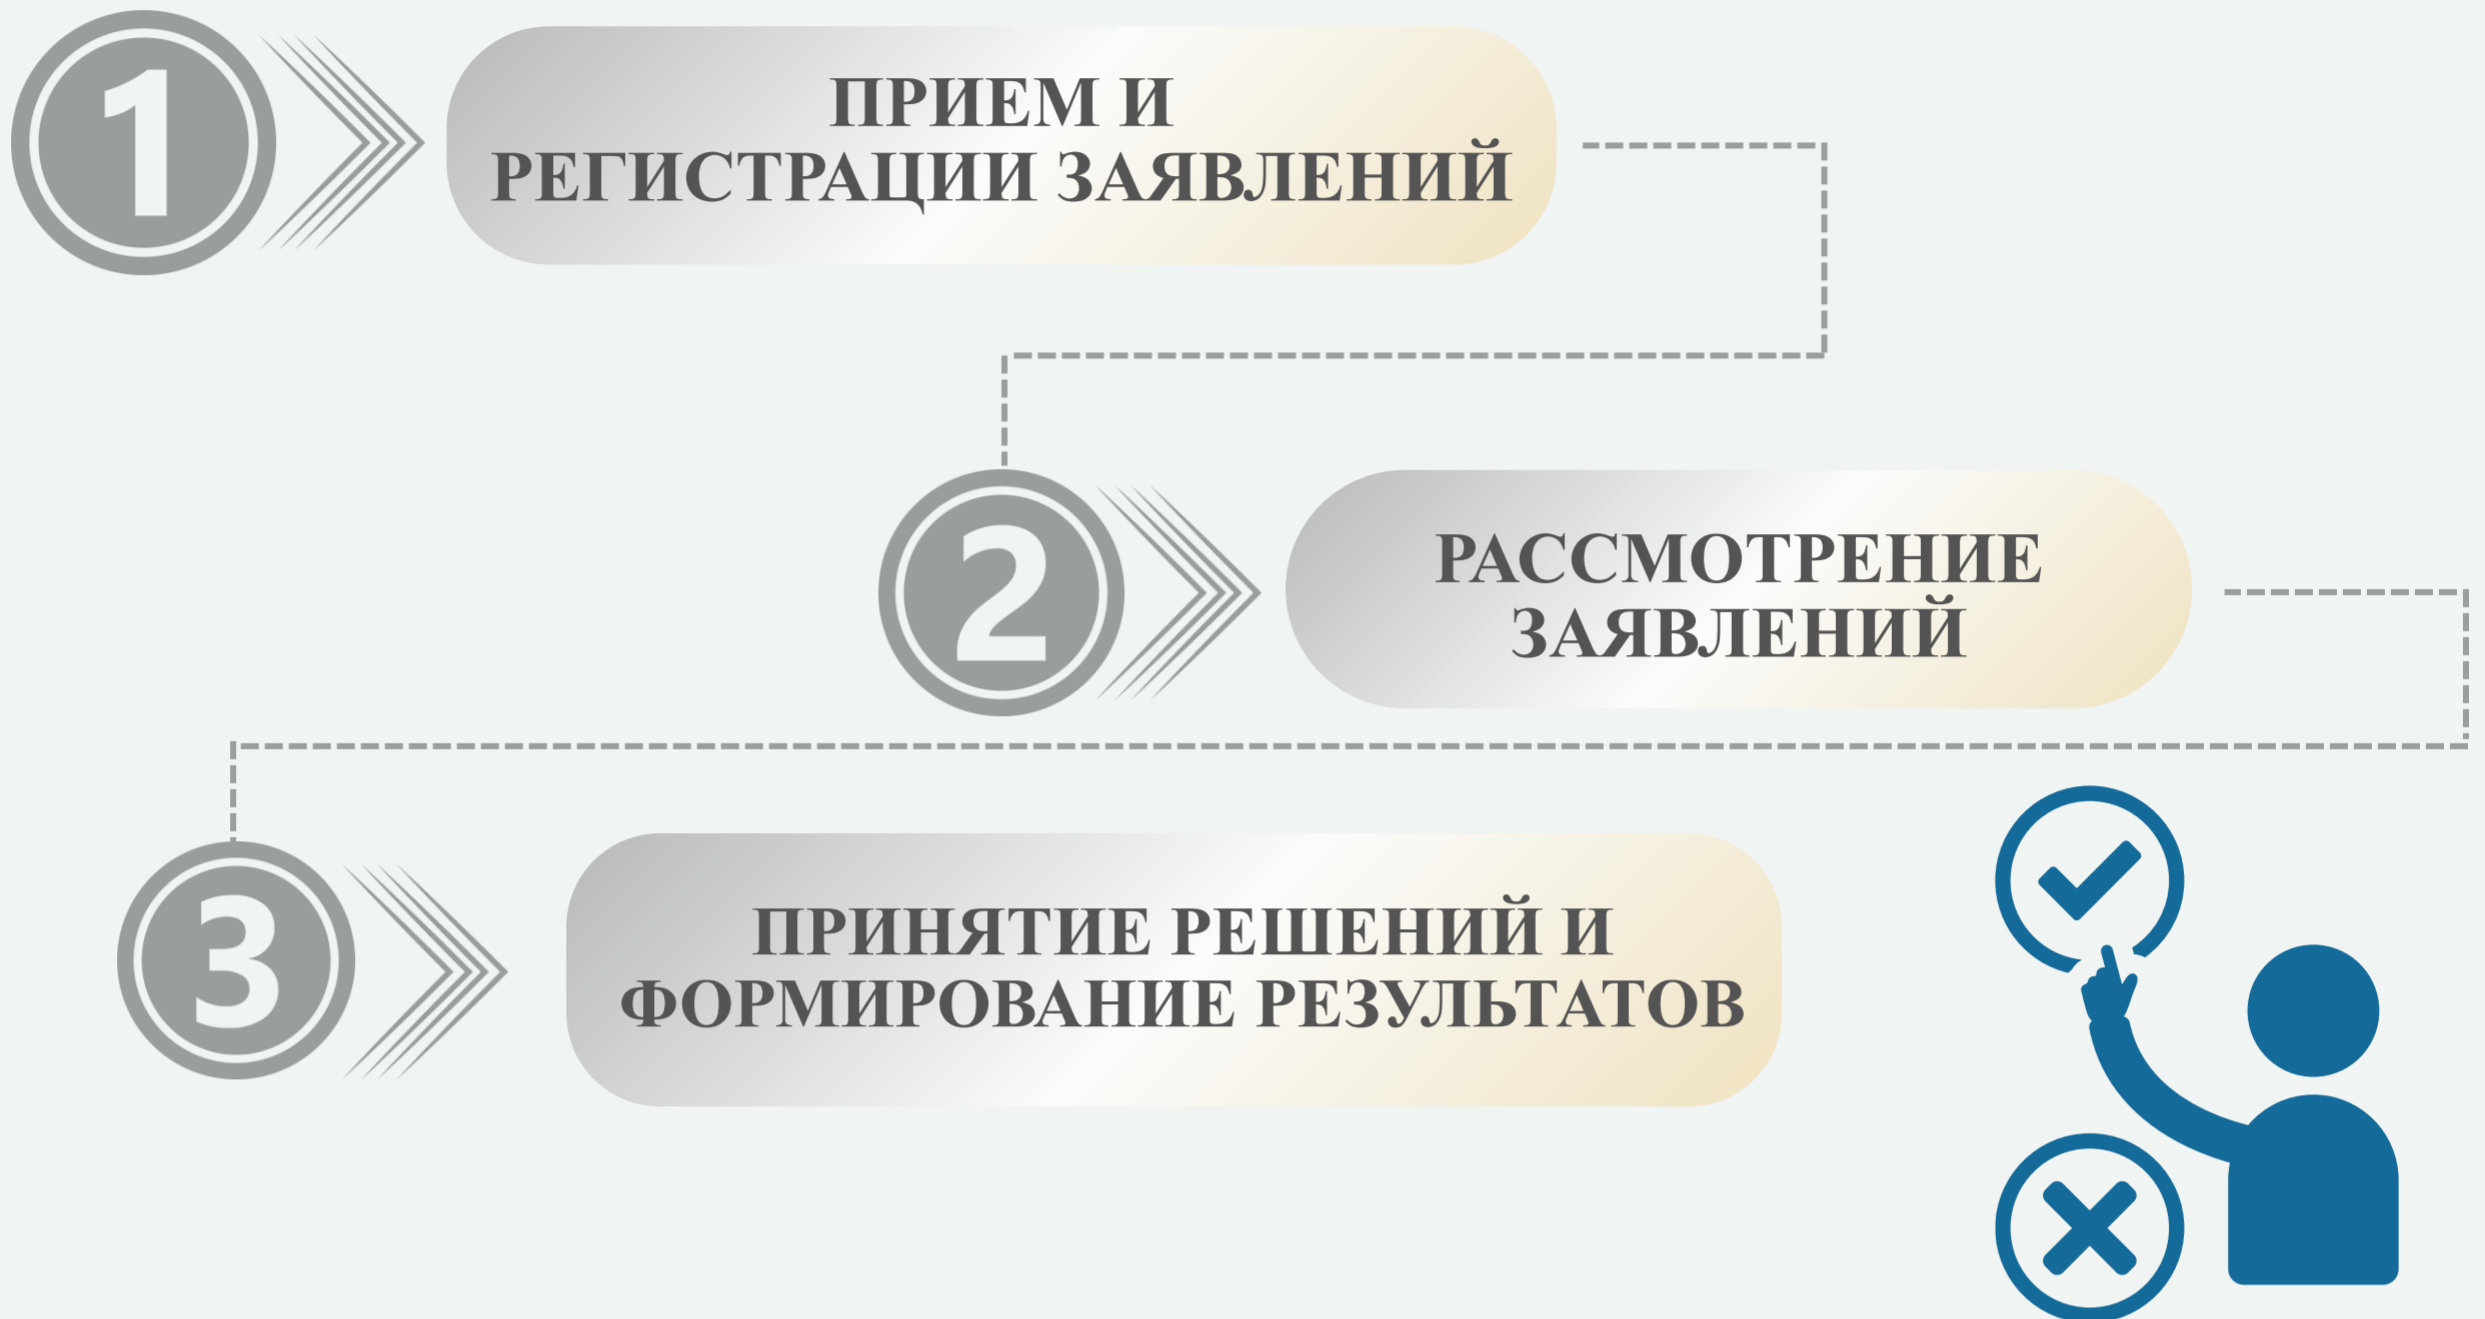 1
ПРИЕМ И
РЕГИСТРАЦИИ ЗАЯВЛЕНИЙ
2
РАССМОТРЕНИЕ
ЗАЯВЛЕНИЙ
3
ПРИНЯТИЕ РЕШЕНИЙ И
ФОРМИРОВАНИЕ РЕЗУЛЬТАТОВ